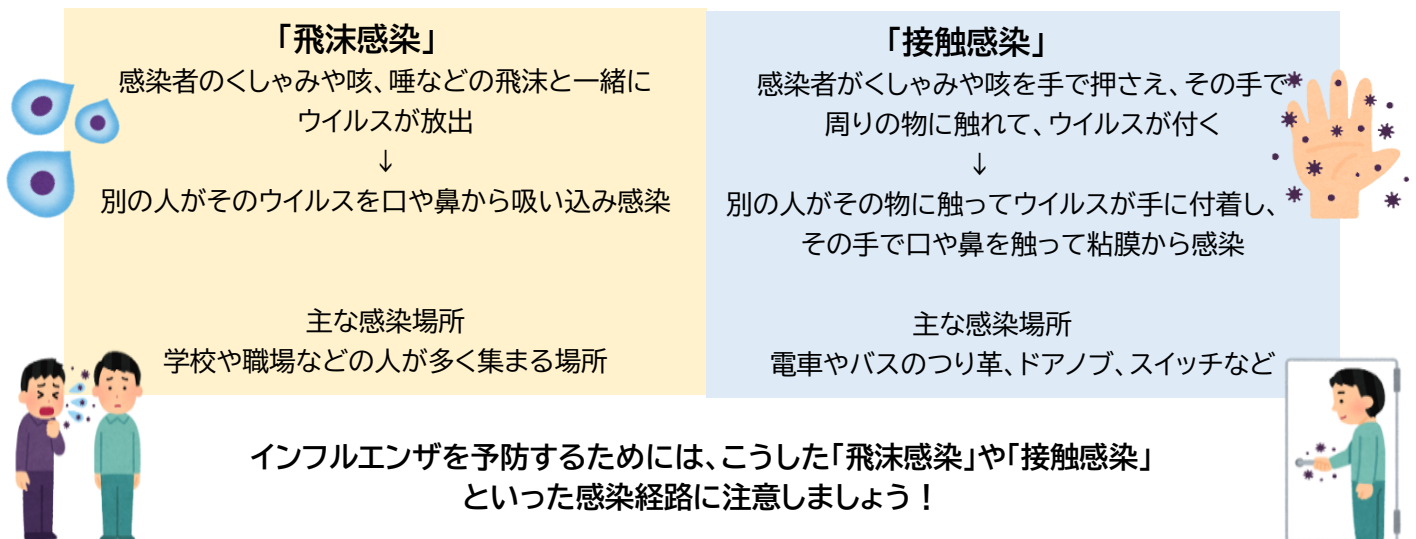 「飛沫感染」
感染者のくしゃみや咳、唾などの飛沫と一緒に
ウイルスが放出
↓
別の人がそのウイルスを口や鼻から吸い込み感染
主な感染場所
学校や職場などの人が多く集まる場所
「接触感染」
感染者がくしゃみや咳を手で押さえ、その手で
周りの物に触れて、ウイルスが付く
↓
別の人がその物に触ってウイルスが手に付着し、
その手で口や鼻を触って粘膜から感染
主な感染場所
電車やバスのつり革、ドアノブ、スイッチなど
インフルエンザを予防するためには、こうした「飛沫感染」や「接触感染」
といった感染経路に注意しましょう！